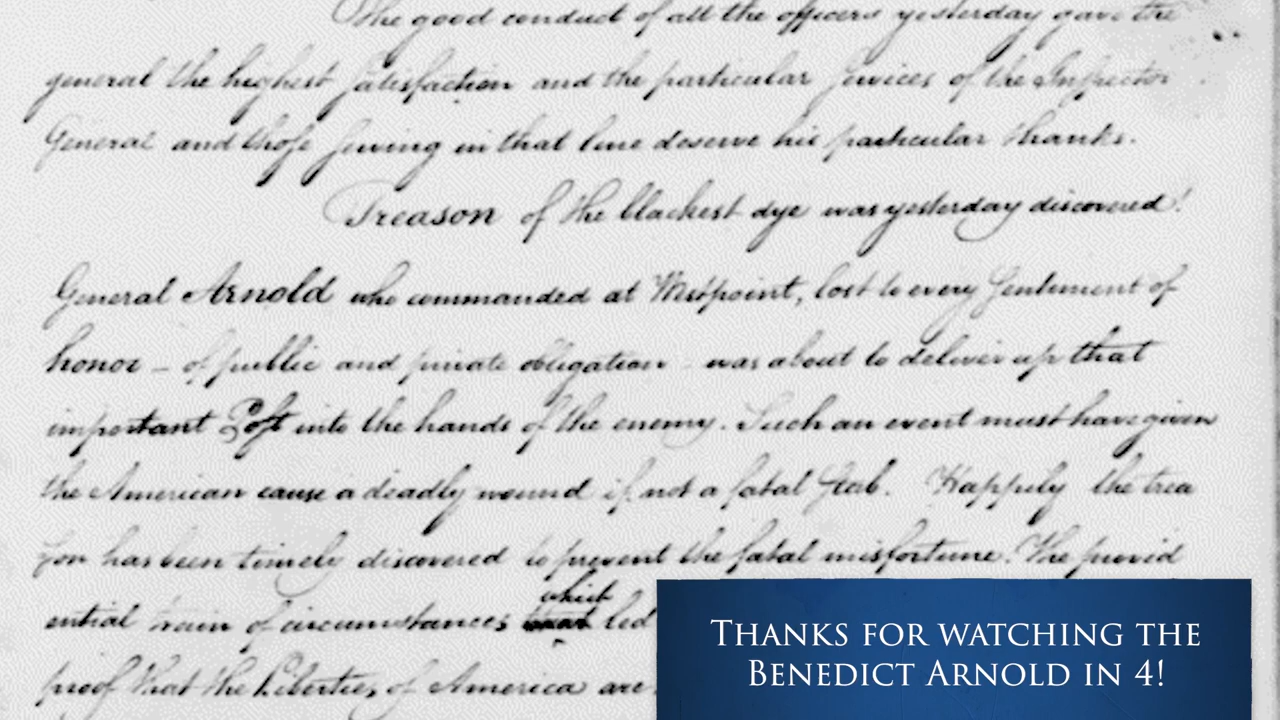 The good conduct of all the officers yesterday gave the
general the highest satisfaction and the particular services of the Inspector
General and those serving in that line deserve his particular thanks.
Treason of the blackest dye was yesterday discovered!
General Arnold who commanded at Westpoint, lost to every Sentiment of
honor – of public and private obligation – was about to deliver up that
important Post into the hands of the enemy. Such an event must have given
the American cause a deadly wound if not a fatal stab. Happily the trea
son has been timely discovered to prevent the fatal misfortune. The provid
which
ential train of circumstances that led
proof that the Liberties of America are
THANKS FOR WATCHING THE
BENEDICT ARNOLD IN 4!